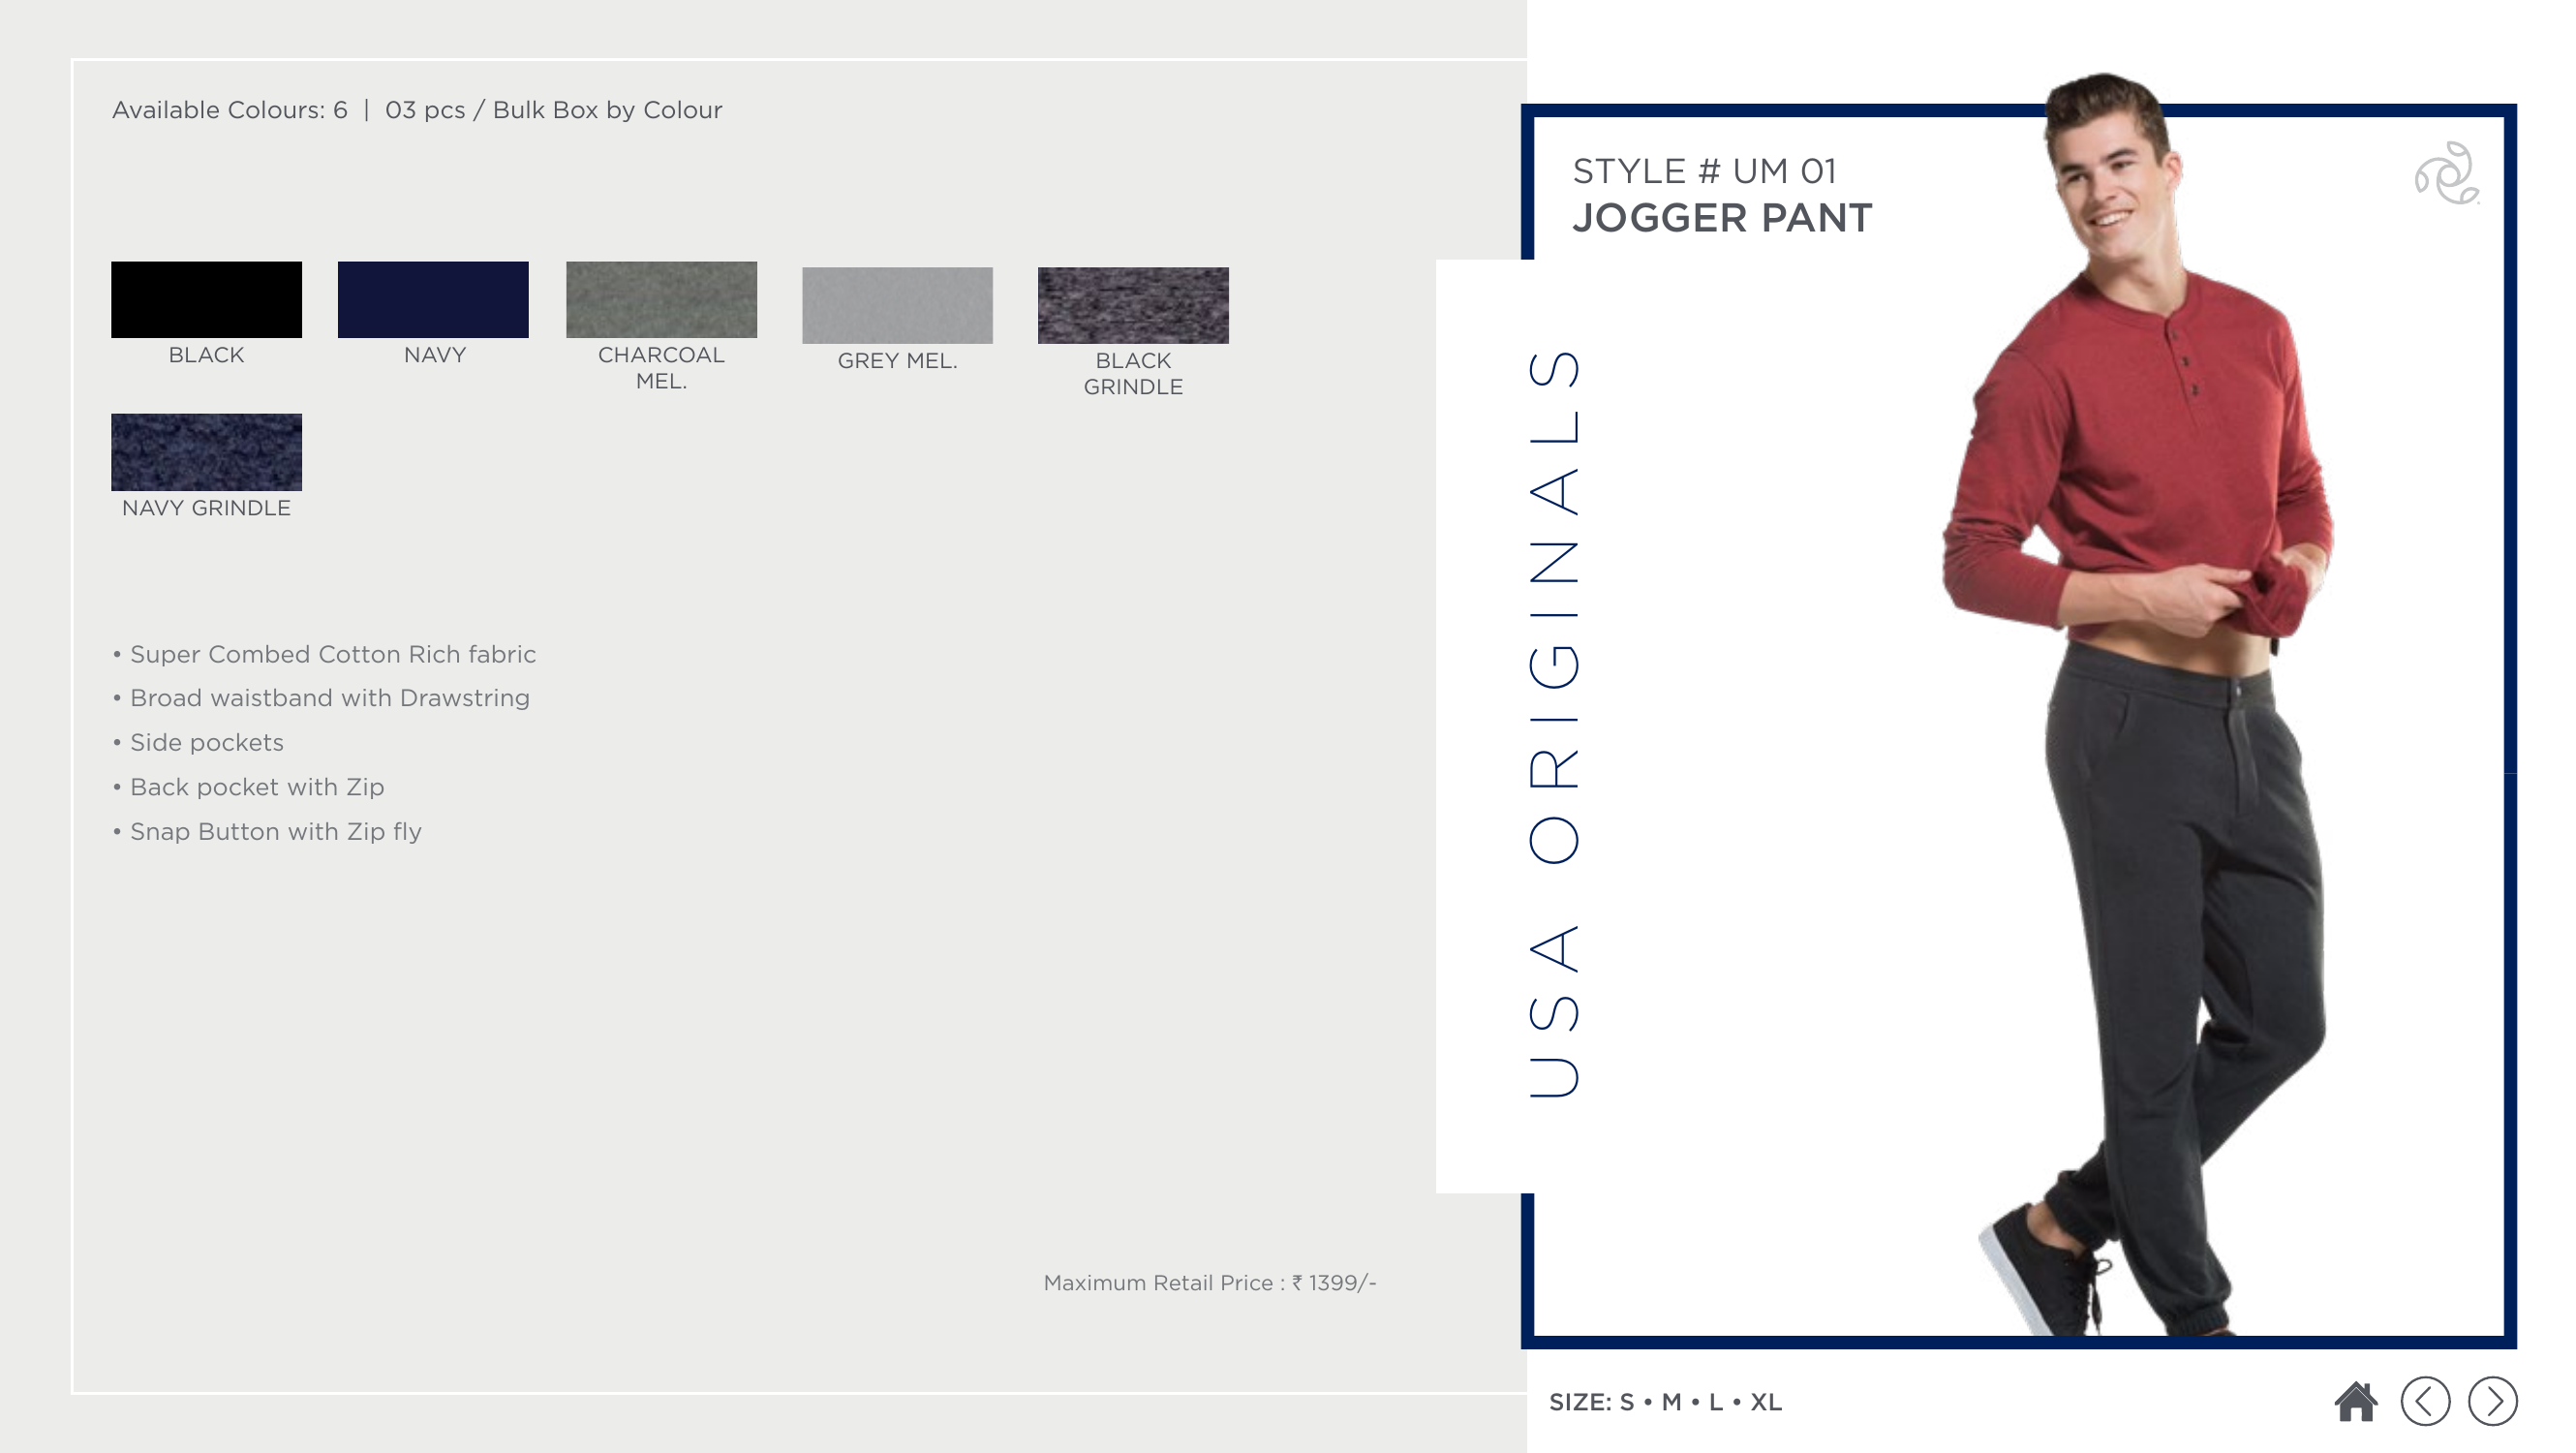 Available Colours: 6 | 03 pcs / Bulk Box by Colour
BLACK
NAVY
CHARCOAL
MEL.
GREY MEL.
BLACK
GRINDLE
NAVY GRINDLE
• Super Combed Cotton Rich fabric
• Broad waistband with Drawstring
• Side pockets
• Back pocket with Zip
• Snap Button with Zip fly
Maximum Retail Price : ₹ 1399/-
USA ORIGINALS
STYLE # UM 01
JOGGER PANT
SIZE: S • M • L • XL